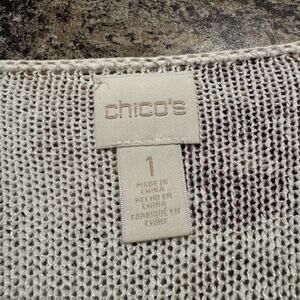 chico's
1
MADE IN
CHINA
HECHO EN
CHINA
FABRIQUÉ EN
CHINE